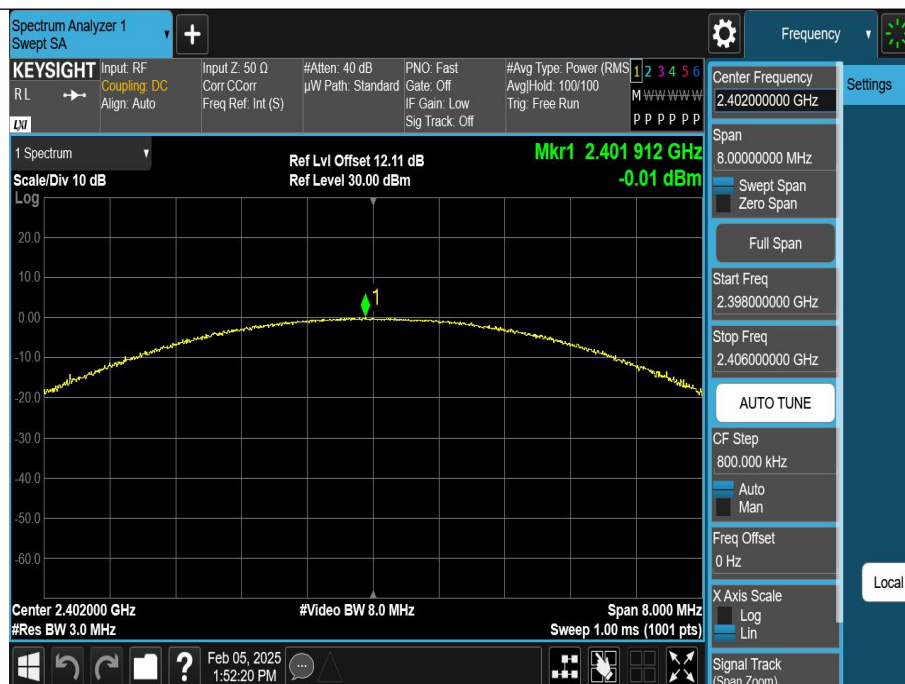 Spectrum Analyzer 1
Swept SA
Frequency
KEYSIGHT
RL
LXI
Input: RF
Coupling: DC
Align: Auto
Input Z: 50 Ω
Corr CCorr
Freq Ref: Int (S)
#Atten: 40 dB
µW Path: Standard
PNO: Fast
Gate: Off
IF Gain: Low
Sig Track: Off
#Avg Type: Power (RMS
Avg|Hold: 100/100
Trig: Free Run
1 2 3 4 5 6
M W W W W W
P P P P P P
1 Spectrum
Scale/Div 10 dB
Log
Ref Lvl Offset 12.11 dB
Ref Level 30.00 dBm
Mkr1 2.401 912 GHz
-0.01 dBm
20.0
10.0
0.00
-10.0
-20.0
-30.0
-40.0
-50.0
-60.0
1
Center 2.402000 GHz
#Res BW 3.0 MHz
#Video BW 8.0 MHz
Span 8.000 MHz
Sweep 1.00 ms (1001 pts)
?
Feb 05, 2025
1:52:20 PM
Center Frequency
2.402000000 GHz
Settings
Span
8.00000000 MHz
Swept Span
Zero Span
Full Span
Start Freq
2.398000000 GHz
Stop Freq
2.406000000 GHz
AUTO TUNE
CF Step
800.000 kHz
Auto
Man
Freq Offset
0 Hz
Local
X Axis Scale
Log
Lin
Signal Track
(Span Zoom)